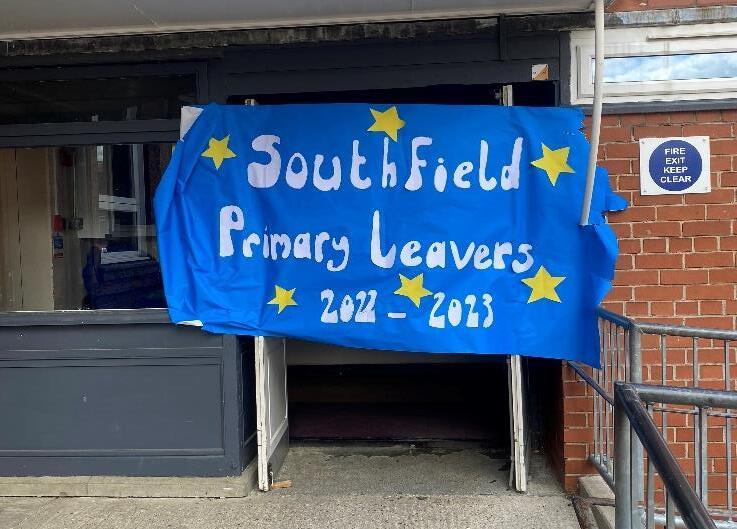 Southfield
Primary Leavers
2022 - 2023
FIRE
EXIT
KEEP
CLEAR